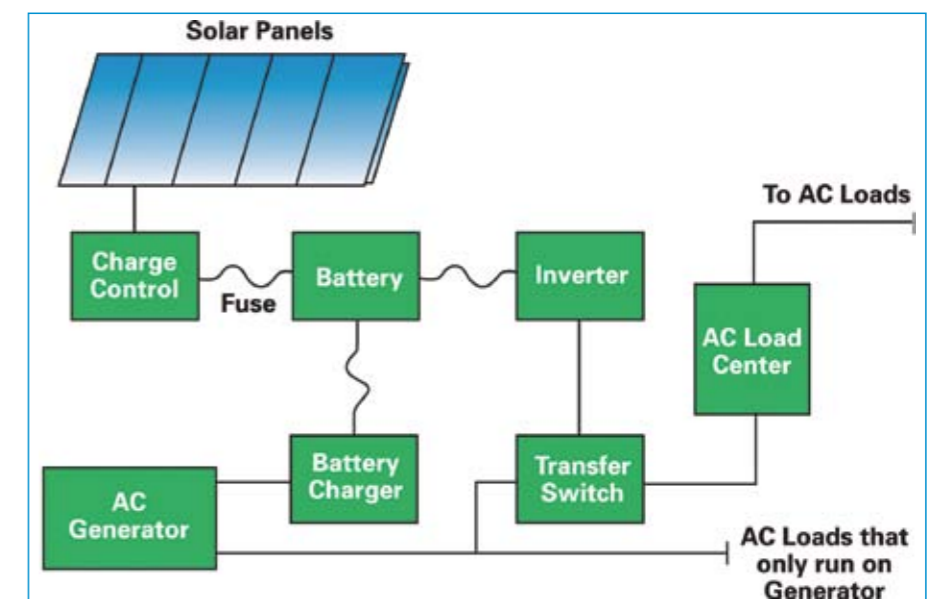 Solar Panels
To AC Loads
Charge
Control
Fuse
Battery
Inverter
AC Load
Center
Battery
Charger
Transfer
Switch
AC
Generator
AC Loads that
only run on
Generator